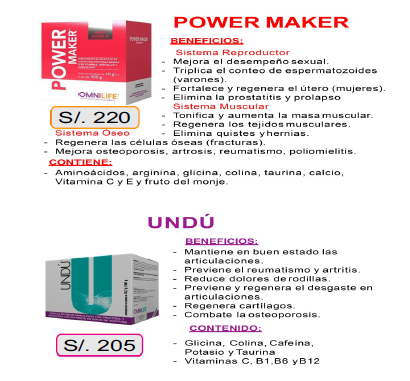 POWER MAKER
BENEFICIOS:
Sistema Reproductor
- Mejora el desempeño sexual.
- Triplica el conteo de espermatozoides
(varones).
- Fortalece y regenera el útero (mujeres).
- Elimina la prostatitis y prolapso
Sistema Muscular
- Tonifica y aumenta la masa muscular.
- Regenera los tejidos musculares.
- Elimina quistes y hernias.
POWER
MAKER
OMNILIFE
S/. 220
Sistema Óseo
- Regenera las células óseas (fracturas).
- Mejora osteoporosis, artrosis, reumatismo, poliomielitis.
CONTIENE:
- Aminoácidos, arginina, glicina, colina, taurina, calcio,
Vitamina C y E y fruto del monje.
UNDÚ
BENEFICIOS:
- Mantiene en buen estado las
articulaciones.
- Previene el reumatismo y artritis.
- Reduce dolores de rodillas.
- Previene y regenera el desgaste en
articulaciones.
- Regenera cartílagos.
- Combate la osteoporosis.
UNDÚ
OMNILIFE
S/. 205
CONTENIDO:
- Glicina, Colina, Cafeína,
Potasio y Taurina
- Vitaminas C, B1,B6 y B12